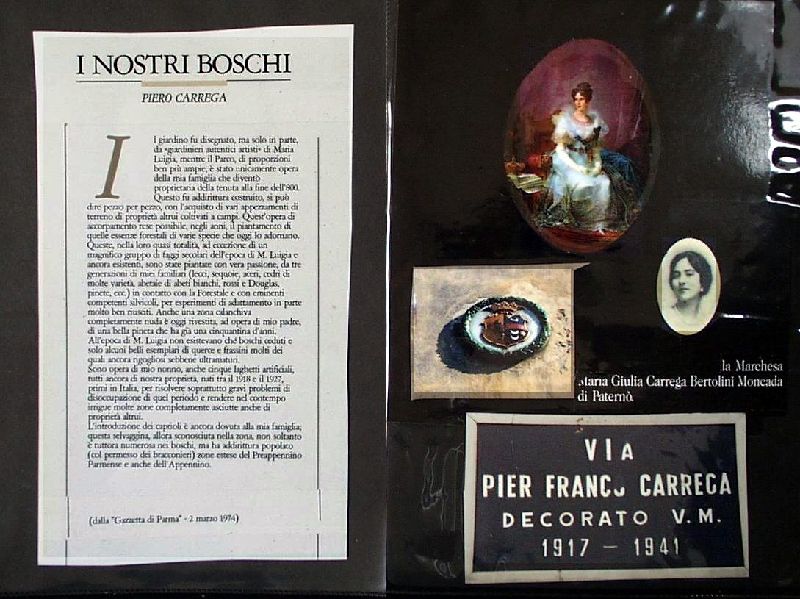 I NOSTRI BOSCHI
PIERO CARREGA
Il giardino fu disegnato, ma solo in parte,
da «giardinieri autentici artisti» di Maria
Luigia, mentre il Parco, di proporzioni
ben più ampie, è stato unicamente opera
della mia famiglia che diventò
proprietaria della tenuta alla fine dell'800.
Questo fu addirittura costruito, si può
dire pezzo per pezzo, con l'acquisto di vari appezzamenti di
terreno di proprietà altrui coltivati a campi. Quest'opera di
accorpamento rese possibile, negli anni, il piantamento di
quelle essenze forestali di varie specie che oggi lo adornano.
Queste, nella loro quasi totalità, ad eccezione di un
magnifico gruppo di faggi secolari dell'epoca di M. Luigia e
ancora esistenti, sono state piantate con vera passione, da tre
generazioni di miei familiari (lecci, sequoie, aceri, cedri di
molte varietà, abetaie di abeti bianchi, rossi e Douglas,
pinete, ecc.) in contatto con la Forestale e con eminenti
competenti silvicoli, per esperimenti di adattamento in parte
molto ben riusciti. Anche una zona calanchiva
completamente nuda è oggi rivestita, ad opera di mio padre,
di una bella pineta che ha già una cinquantina d'anni.
All'epoca di M. Luigia non esistevano ché boschi cedui e
solo alcuni belli esemplari di querce e frassini molti dei
quali ancora rigogliosi sebbene ultramaturi.
Sono opera di mio nonno, anche cinque laghetti artificiali,
tutti ancora di nostra proprietà, nati tra il 1918 e il 1927,
primi in Italia, per risolvere soprattutto gravi problemi di
disoccupazione di quel periodo e rendere nel contempo
irrigue molte zone completamente asciutte anche di
proprietà altrui.
L'introduzione dei caprioli è ancora dovuta alla mia famiglia;
questa selvaggina, allora sconosciuta nella zona, non soltanto
è tuttora numerosa nei boschi, ma ha addirittura popolato
(col permesso dei bracconieri) zone estese del Preappennino
Parmense e anche dell'Appennino.
(dalla "Gazzetta di Parma" - 2 marzo 1974)
la Marchesa
Maria Giulia Carrega Bertolini Moncada
di Paternò
VIA
PIER FRANCO CARREGA
DECORATO V. M.
1917 - 1941